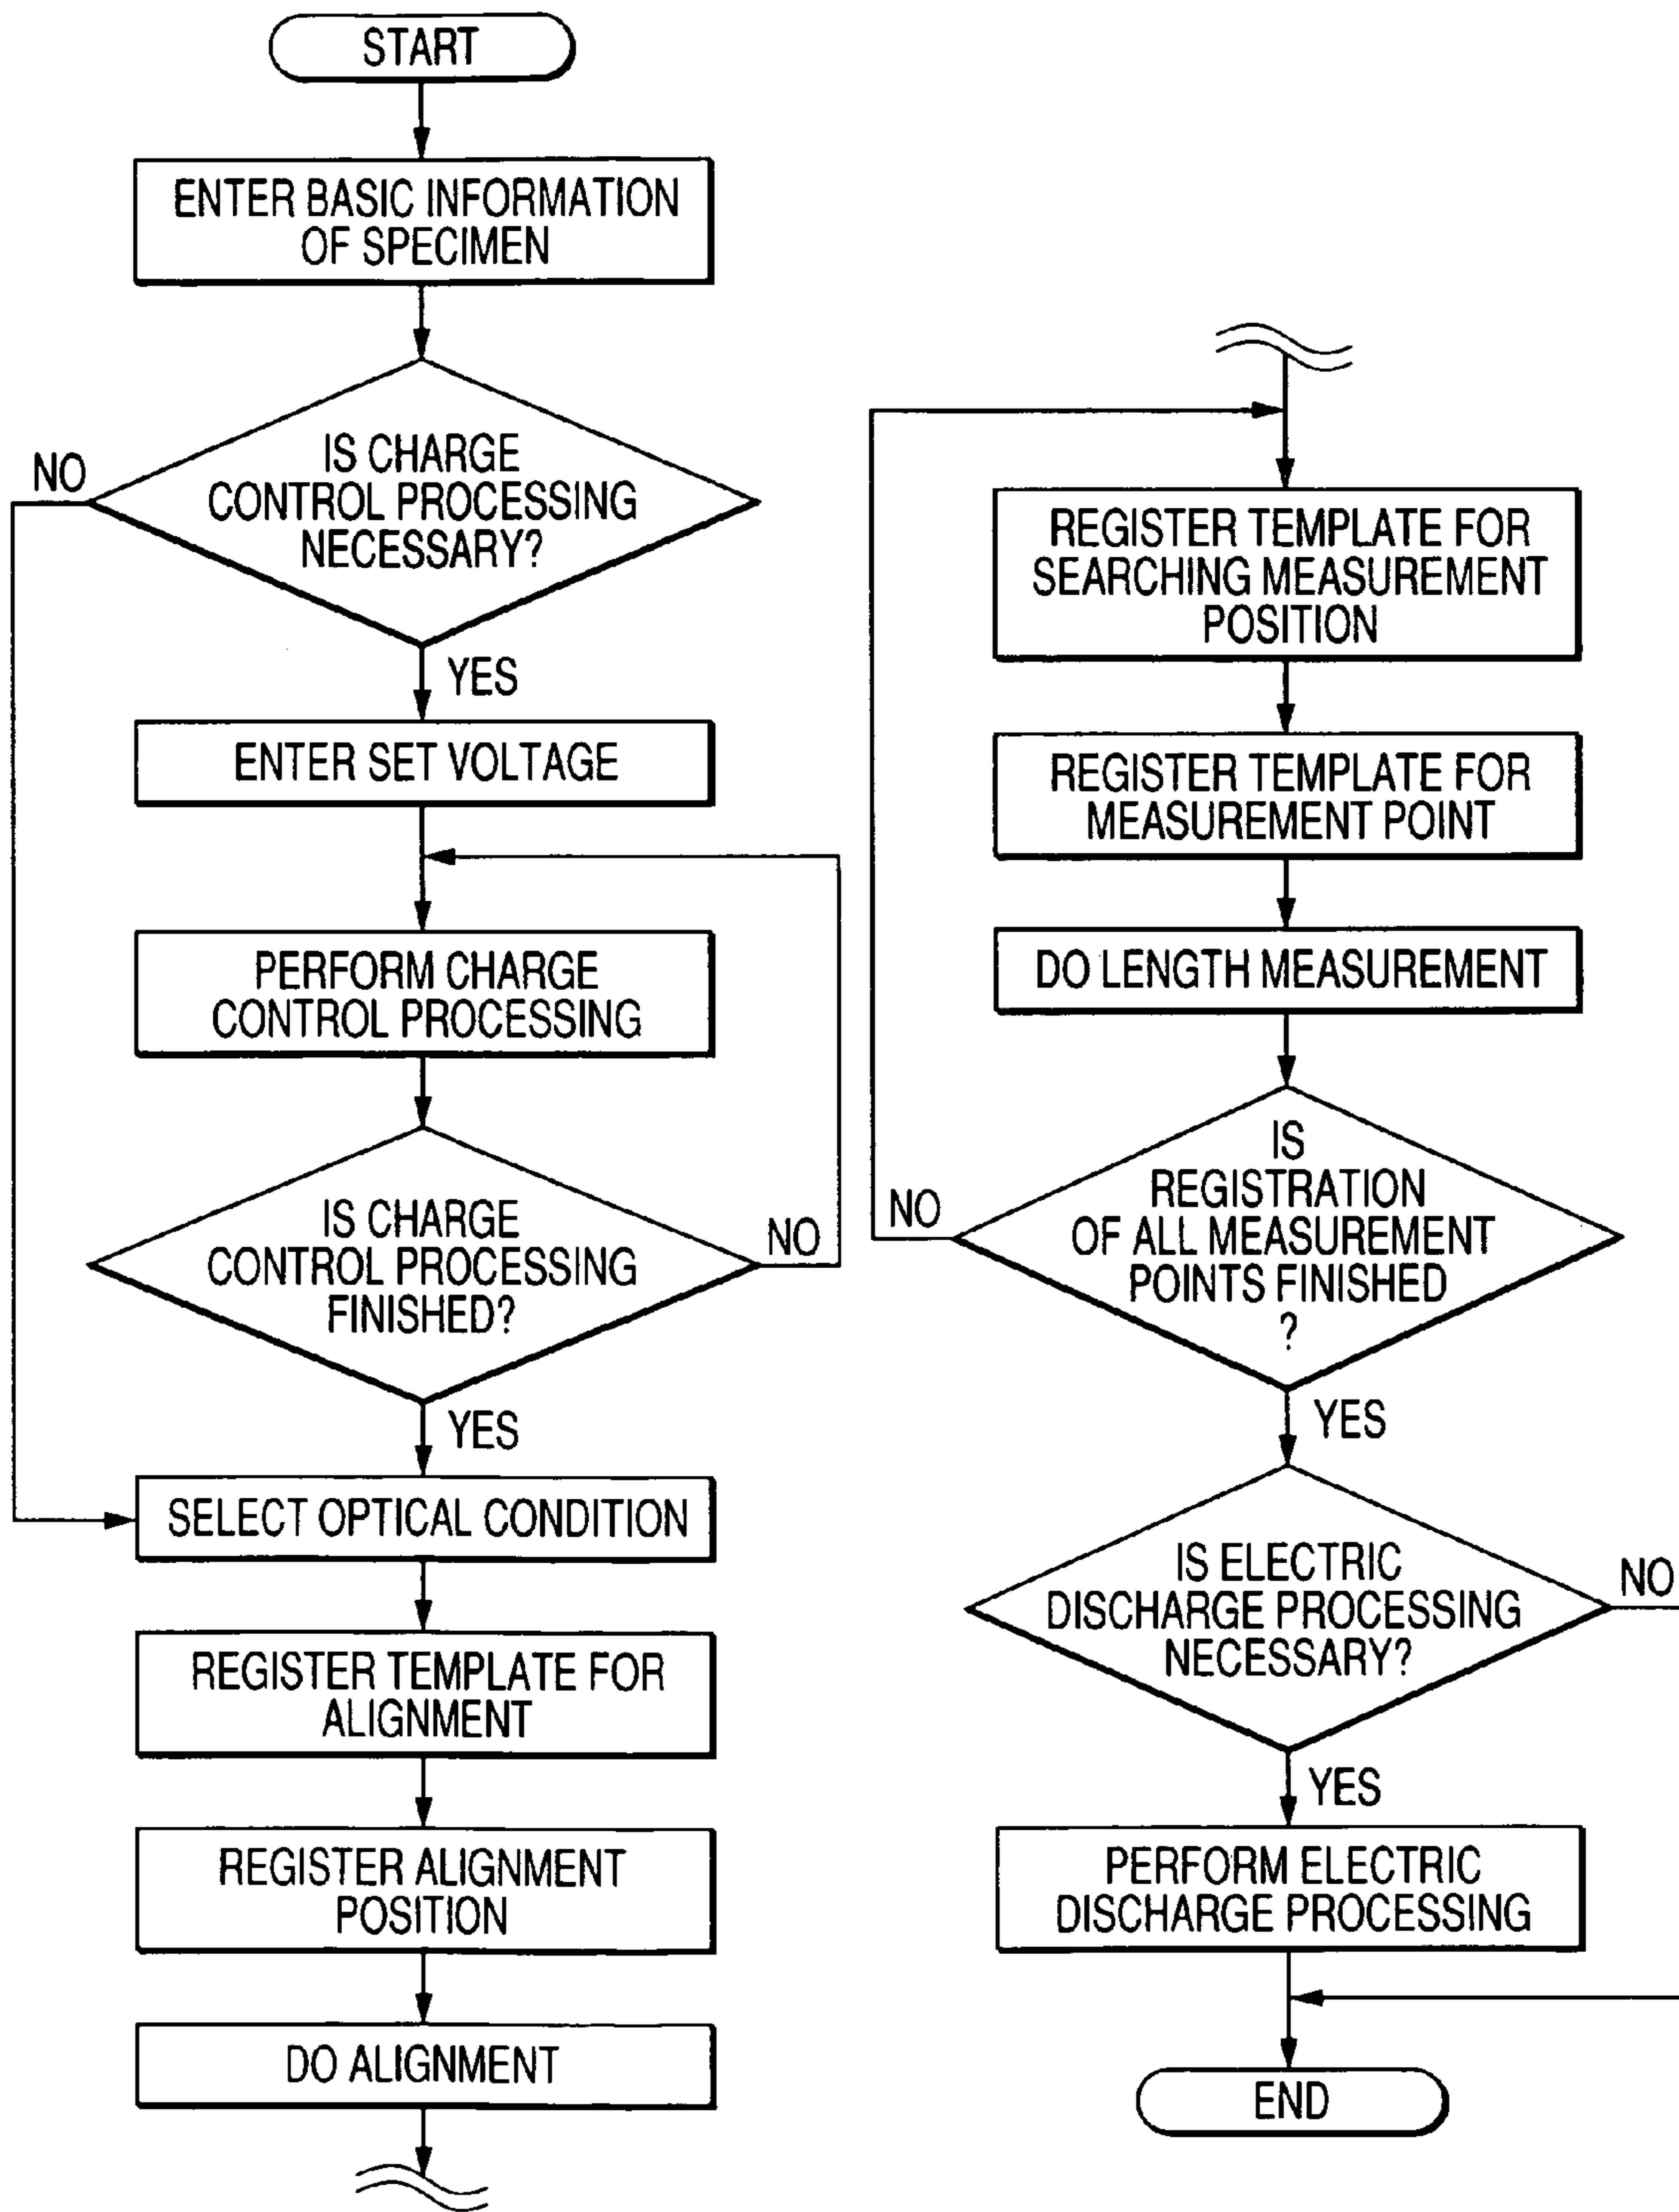 START
ENTER BASIC INFORMATION
OF SPECIMEN
IS CHARGE
CONTROL PROCESSING
NECESSARY?
NO
YES
ENTER SET VOLTAGE
PERFORM CHARGE
CONTROL PROCESSING
IS CHARGE
CONTROL PROCESSING
FINISHED?
NO
YES
SELECT OPTICAL CONDITION
REGISTER TEMPLATE FOR
ALIGNMENT
REGISTER ALIGNMENT
POSITION
DO ALIGNMENT
REGISTER TEMPLATE FOR
SEARCHING MEASUREMENT
POSITION
REGISTER TEMPLATE FOR
MEASUREMENT POINT
DO LENGTH MEASUREMENT
IS
REGISTRATION
OF ALL MEASUREMENT
POINTS FINISHED
?
NO
YES
IS ELECTRIC
DISCHARGE PROCESSING
NECESSARY?
NO
YES
PERFORM ELECTRIC
DISCHARGE PROCESSING
END